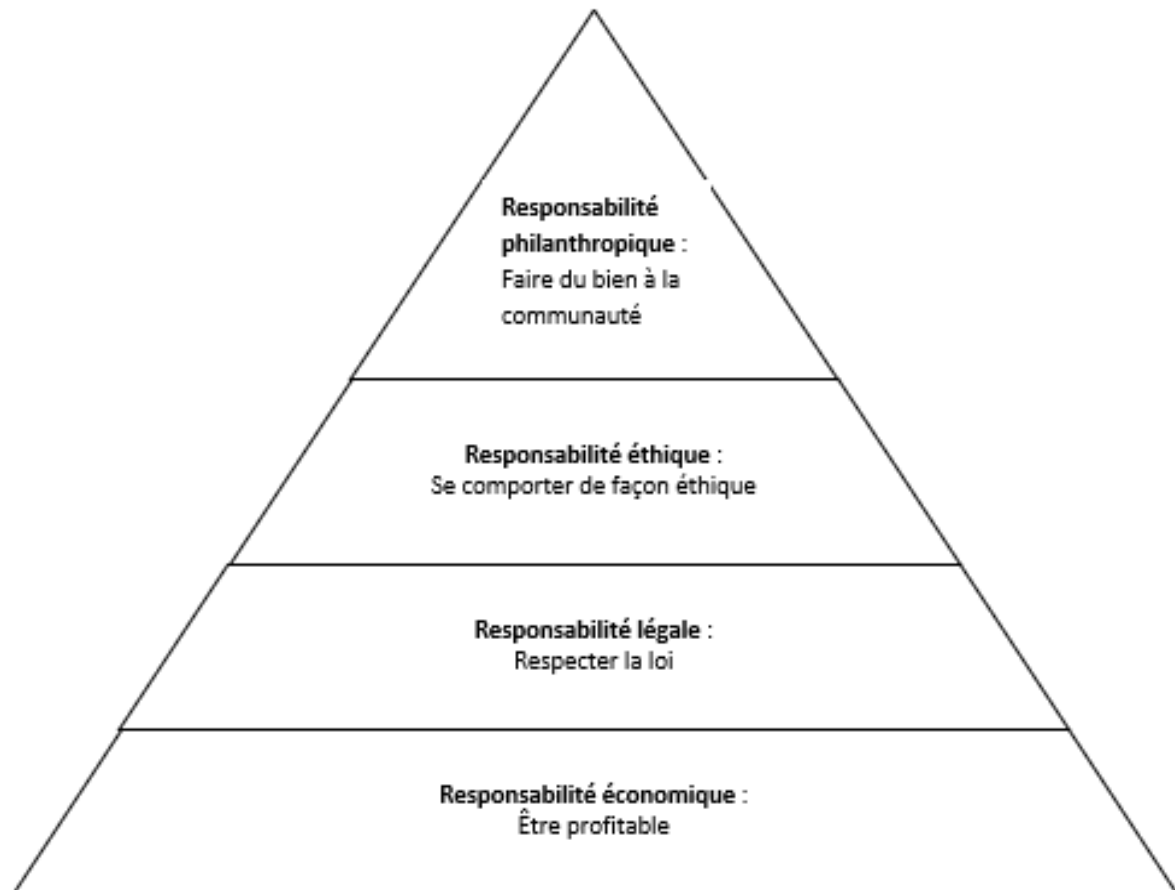 Responsabilité
philanthropique :
Faire du bien à la
communauté
Responsabilité éthique :
Se comporter de façon éthique
Responsabilité légale :
Respecter la loi
Responsabilité économique :
Être profitable